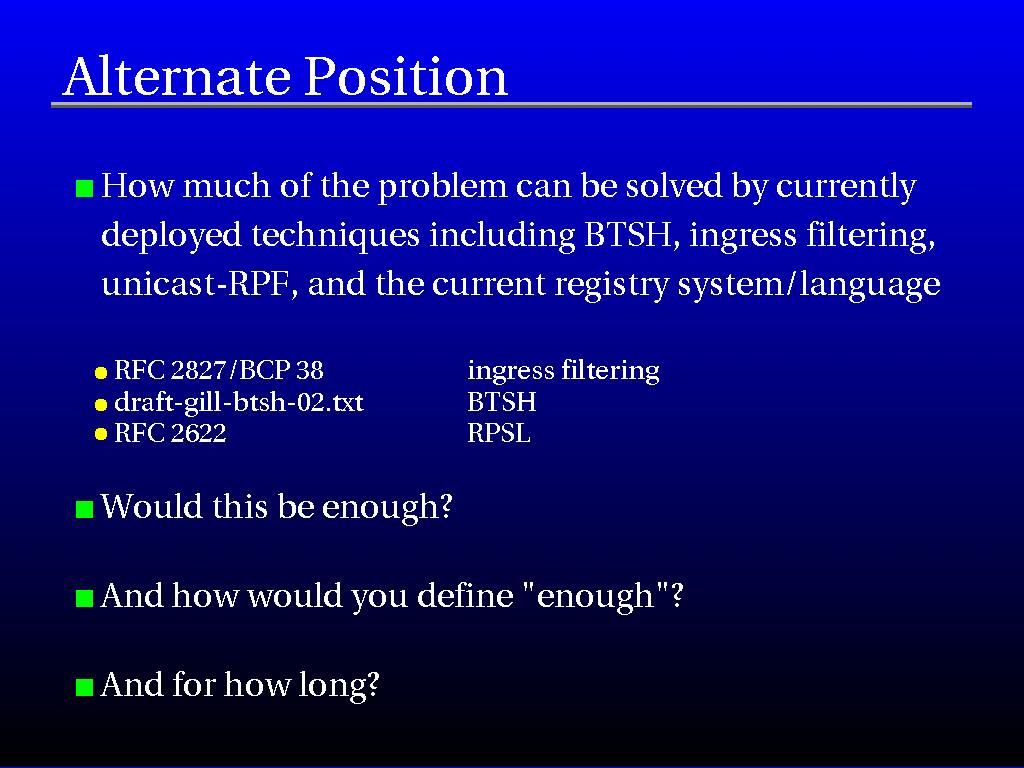 Alternate Position
How much of the problem can be solved by currently
deployed techniques including BTSH, ingress filtering,
unicast-RPF, and the current registry system/language
RFC 2827/BCP 38 ingress filtering
draft-gill-btsh-02.txt BTSH
RFC 2622 RPSL
Would this be enough?
And how would you define "enough"?
And for how long?